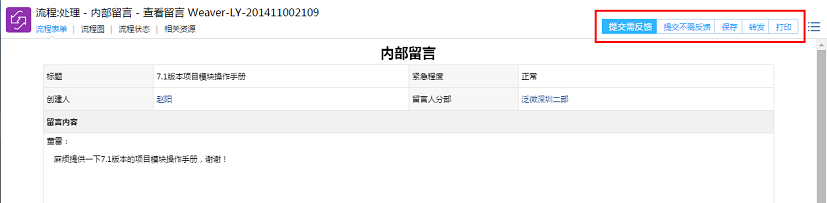 流程:处理 - 内部留言 - 查看留言 Weaver-LY-201411002109
流程表单 | 流程图 | 流程状态 | 相关资源
提交需反馈 提交不需反馈 保存 转发 打印
内部留言
标题 7.1版本项目模块操作手册 紧急程度 正常
创建人 赵阳 留言人分部 泛微深圳二部
留言内容
董雷：
麻烦提供一下7.1版本的项目模块操作手册，谢谢！